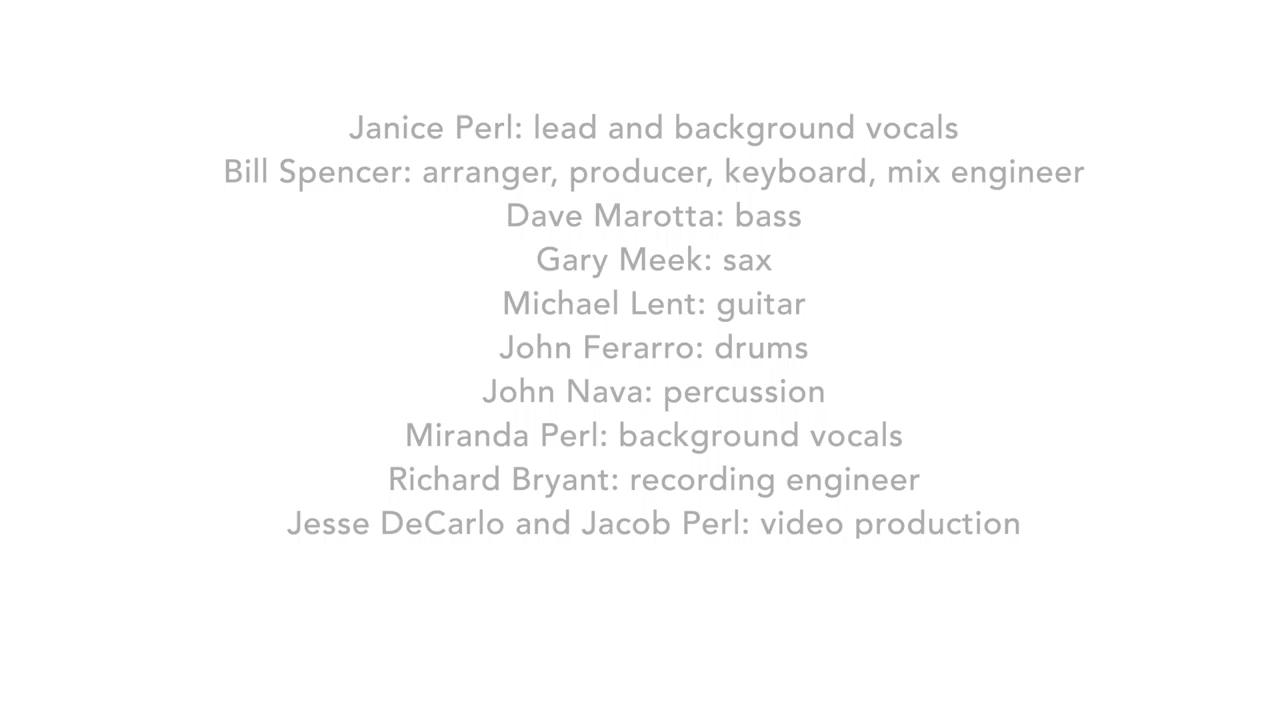 Janice Perl: lead and background vocals
Bill Spencer: arranger, producer, keyboard, mix engineer
Dave Marotta: bass
Gary Meek: sax
Michael Lent: guitar
John Ferarro: drums
John Nava: percussion
Miranda Perl: background vocals
Richard Bryant: recording engineer
Jesse DeCarlo and Jacob Perl: video production